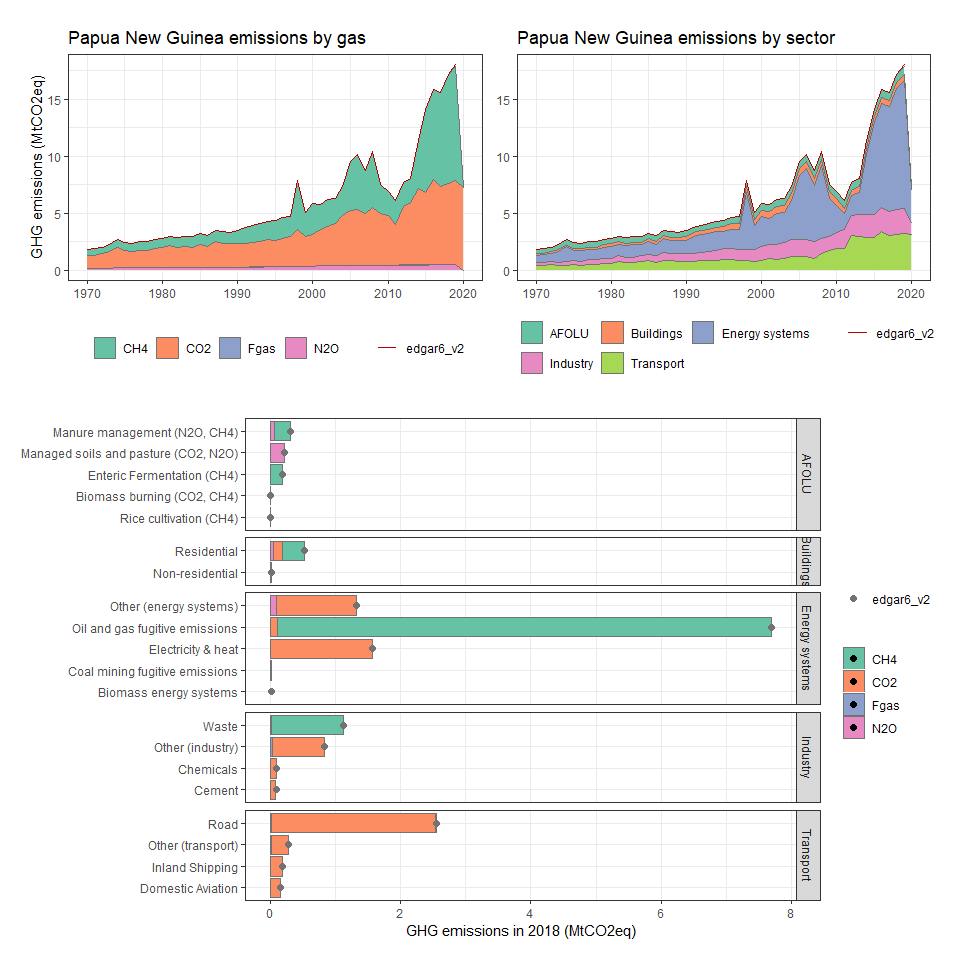 Papua New Guinea emissions by gas
GHG emissions (MtCO2eq)
15
10
5
0
1970
1980
1990
2000
2010
2020
CH4
CO2
Fgas
N2O
edgar6_v2
Papua New Guinea emissions by sector
15
10
5
0
1970
1980
1990
2000
2010
2020
AFOLU
Buildings
Energy systems
edgar6_v2
Industry
Transport
Manure management (N2O, CH4)
Managed soils and pasture (CO2, N2O)
Enteric Fermentation (CH4)
Biomass burning (CO2, CH4)
Rice cultivation (CH4)
AFOLU
Residential
Non-residential
Buildings
Other (energy systems)
Oil and gas fugitive emissions
Electricity & heat
Coal mining fugitive emissions
Biomass energy systems
Energy systems
Waste
Other (industry)
Chemicals
Cement
Industry
Road
Other (transport)
Inland Shipping
Domestic Aviation
Transport
0
2
4
6
8
GHG emissions in 2018 (MtCO2eq)
edgar6_v2
CH4
CO2
Fgas
N2O